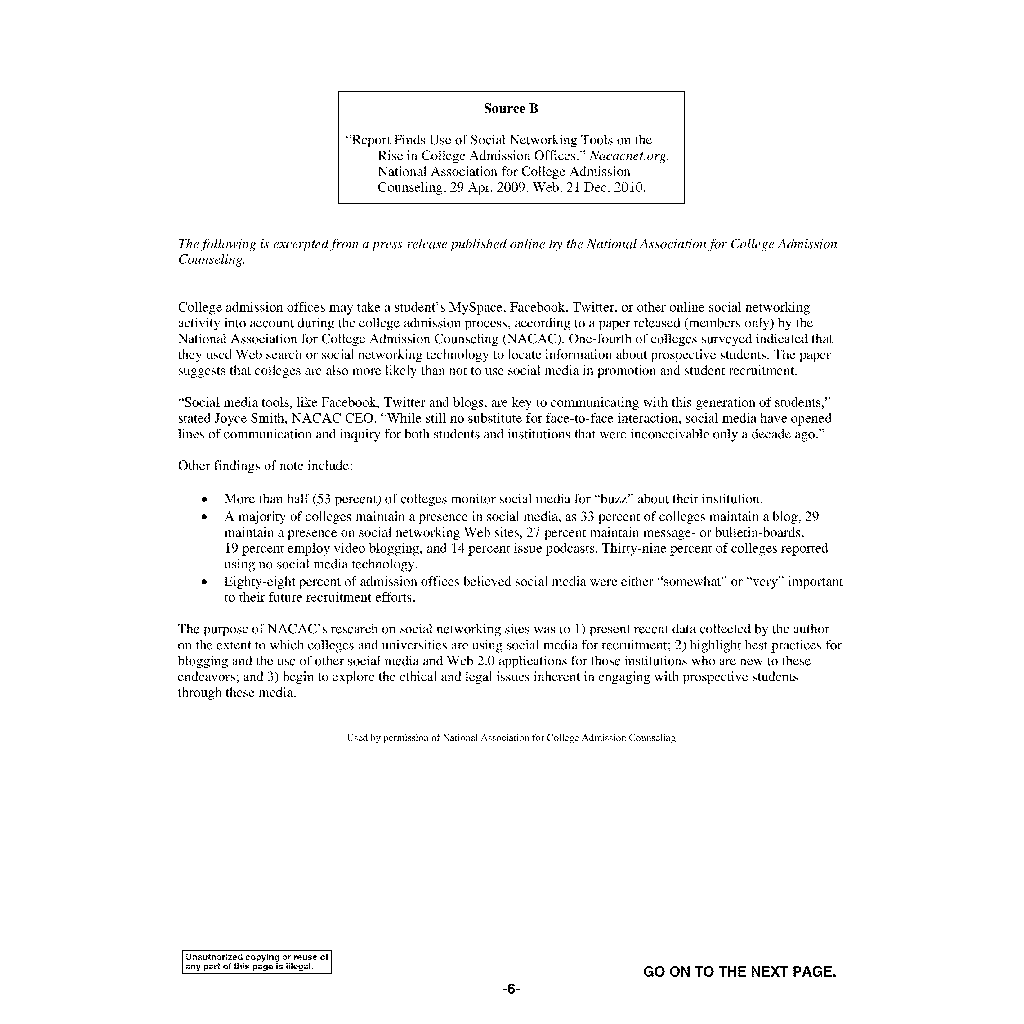 Source B
“Report Finds Use of Social Networking Tools on the
Rise in College Admission Offices.” Nacacnet.org.
National Association for College Admission
Counseling, 29 Apr. 2009. Web. 21 Dec. 2010.
The following is excerpted from a press release published online by the National Association for College Admission
Counseling.
College admission offices may take a student’s MySpace, Facebook, Twitter, or other online social networking
activity into account during the college admission process, according to a paper released (members only) by the
National Association for College Admission Counseling (NACAC). One-fourth of colleges surveyed indicated that
they used Web search or social networking technology to locate information about prospective students. The paper
suggests that colleges are also more likely than not to use social media in promotion and student recruitment.
“Social media tools, like Facebook, Twitter and blogs, are key to communicating with this generation of students,”
stated Joyce Smith, NACAC CEO. “While still no substitute for face-to-face interaction, social media have opened
lines of communication and inquiry for both students and institutions that were inconceivable only a decade ago.”
Other findings of note include:
• More than half (53 percent) of colleges monitor social media for “buzz” about their institution.
• A majority of colleges maintain a presence in social media, as 33 percent of colleges maintain a blog, 29
maintain a presence on social networking Web sites, 27 percent maintain message- or bulletin-boards,
19 percent employ video blogging, and 14 percent issue podcasts. Thirty-nine percent of colleges reported
using no social media technology.
• Eighty-eight percent of admission offices believed social media were either “somewhat” or “very” important
to their future recruitment efforts.
The purpose of NACAC’s research on social networking sites was to 1) present recent data collected by the author
on the extent to which colleges and universities are using social media for recruitment; 2) highlight best practices for
blogging and the use of other social media and Web 2.0 applications for those institutions who are new to these
endeavors; and 3) begin to explore the ethical and legal issues inherent in engaging with prospective students
through these media.
Used by permission of National Association for College Admission Counseling
Unauthorized copying or reuse of
any part of this page is illegal.
GO ON TO THE NEXT PAGE.
-6-